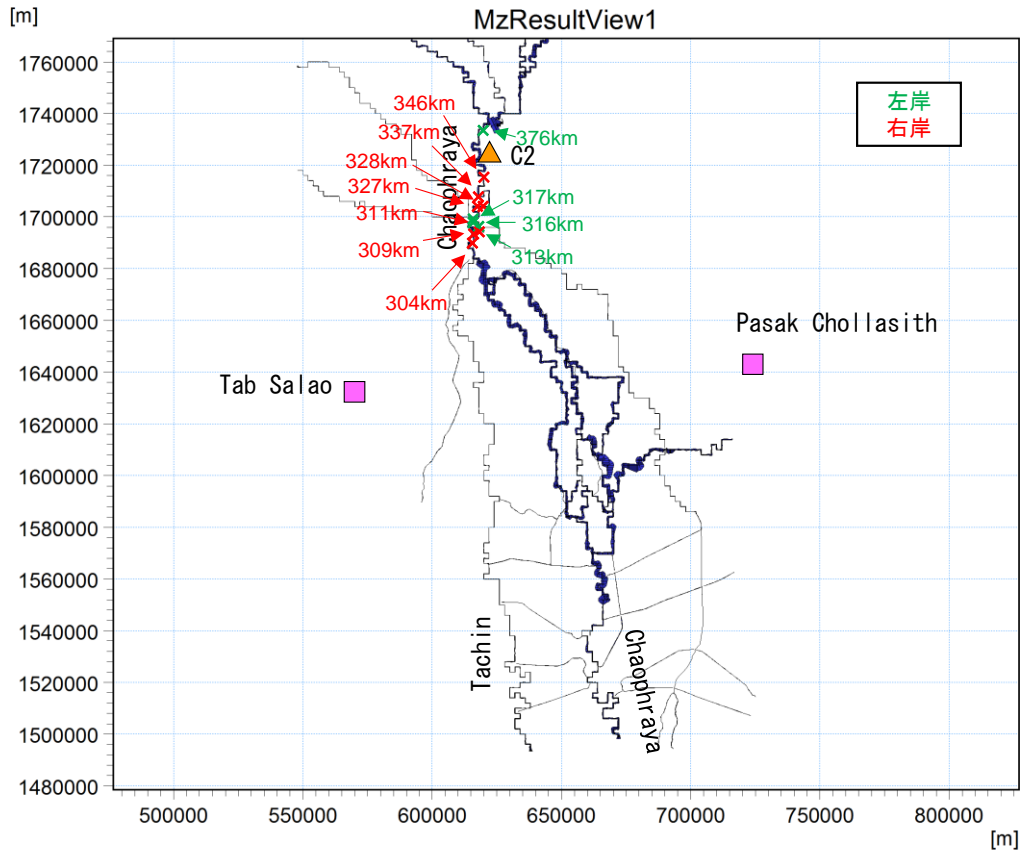 [m]
MzResultView1
1760000
1740000
1720000
1700000
1680000
1660000
1640000
1620000
1600000
1580000
1560000
1540000
1520000
1500000
1480000
左岸
右岸
346km
337km
328km
327km
311km
309km
304km
Chaophraya
376km
C2
317km
316km
313km
Pasak Chollasith
Tab Salao
Tachin
Chaophraya
500000
550000
600000
650000
700000
750000
800000
[m]